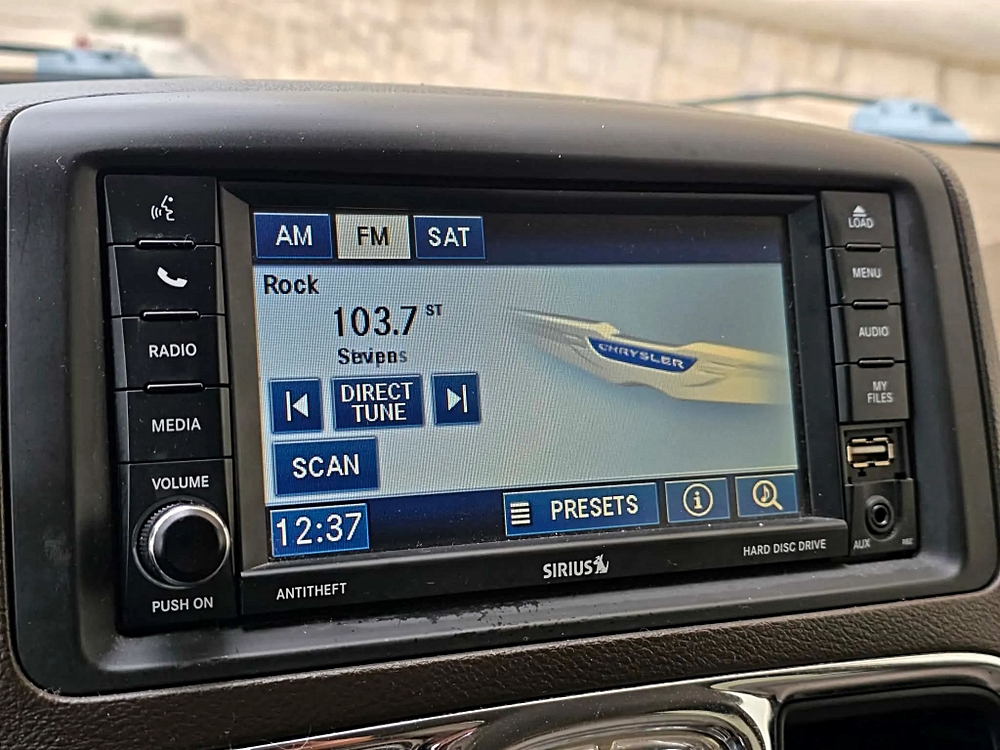 AM FM SAT
Rock
103.7 ST
Sevens
DIRECT
TUNE
SCAN
12:37
PRESETS
i
CHRYSLER
RADIO
MEDIA
VOLUME
PUSH ON
ANTITHEFT
SIRIUS
HARD DISC DRIVE
LOAD
MENU
AUDIO
MY
FILES
AUX